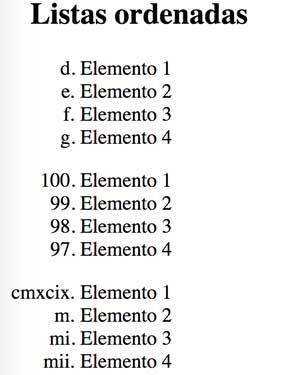 Listas ordenadas
d. Elemento 1
e. Elemento 2
f. Elemento 3
g. Elemento 4
100. Elemento 1
99. Elemento 2
98. Elemento 3
97. Elemento 4
cmxcix. Elemento 1
m. Elemento 2
mi. Elemento 3
mii. Elemento 4